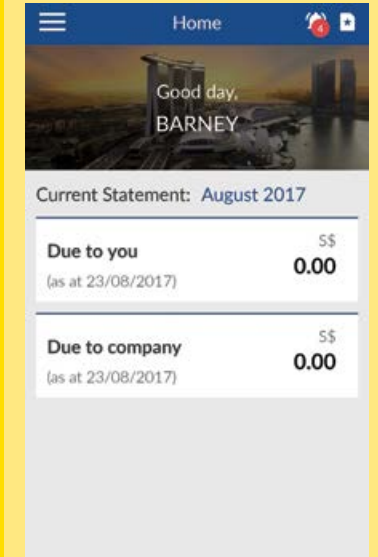 Home
4
Good day,
BARNEY
Current Statement: August 2017
Due to you
S$
0.00
(as at 23/08/2017)
Due to company
S$
0.00
(as at 23/08/2017)